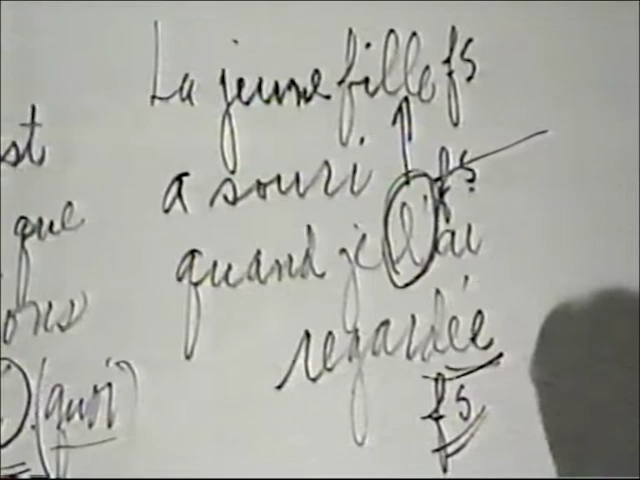 La jeune fille fs
a souri fs
quand je l'ai
regardée
fs
st
que
ons
(quoi)